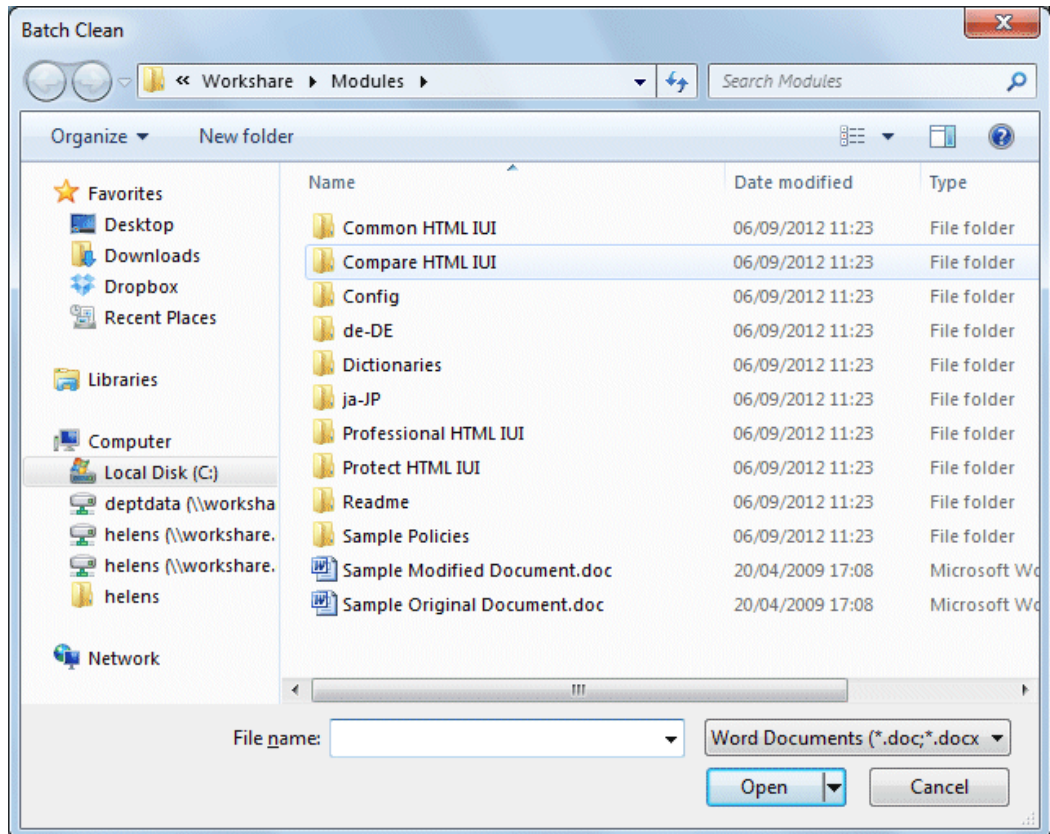 Batch Clean
« Workshare Modules
Search Modules
Organize
New folder
Favorites
Desktop
Downloads
Dropbox
Recent Places
Libraries
Computer
Local Disk (C:)
deptdata (\\worksha
helens (\\workshare.
helens (\\workshare.
helens
Network
Name Date modified Type
Common HTML IUI 06/09/2012 11:23 File folder
Compare HTML IUI 06/09/2012 11:23 File folder
Config 06/09/2012 11:23 File folder
de-DE 06/09/2012 11:23 File folder
Dictionaries 06/09/2012 11:23 File folder
ja-JP 06/09/2012 11:23 File folder
Professional HTML IUI 06/09/2012 11:23 File folder
Protect HTML IUI 06/09/2012 11:23 File folder
Readme 06/09/2012 11:23 File folder
Sample Policies 06/09/2012 11:23 File folder
Sample Modified Document.doc 20/04/2009 17:08 Microsoft Wo
Sample Original Document.doc 20/04/2009 17:08 Microsoft Wo
File name:
Word Documents (*.doc;*.docx
Open
Cancel